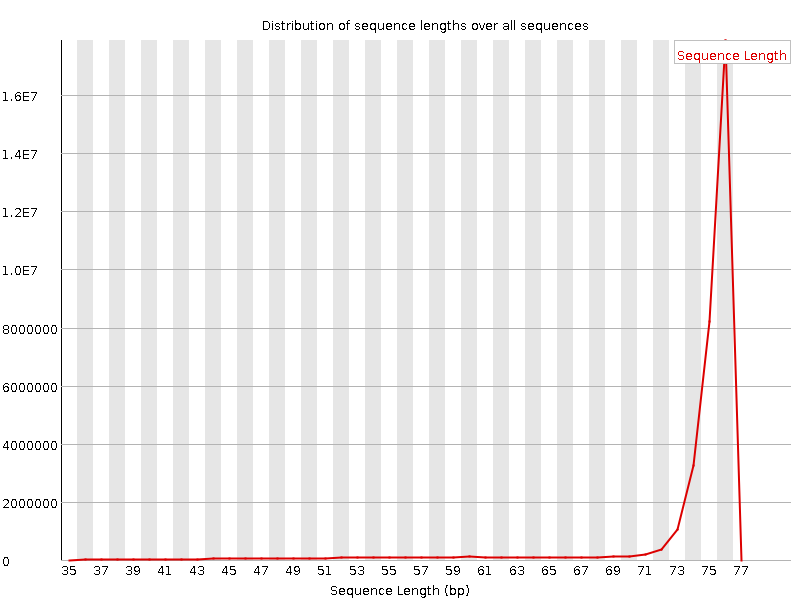 Distribution of sequence lengths over all sequences
Sequence Length
1.6E7
1.4E7
1.2E7
1.0E7
8000000
6000000
4000000
2000000
0
35 37 39 41 43 45 47 49 51 53 55 57 59 61 63 65 67 69 71 73 75 77
Sequence Length (bp)